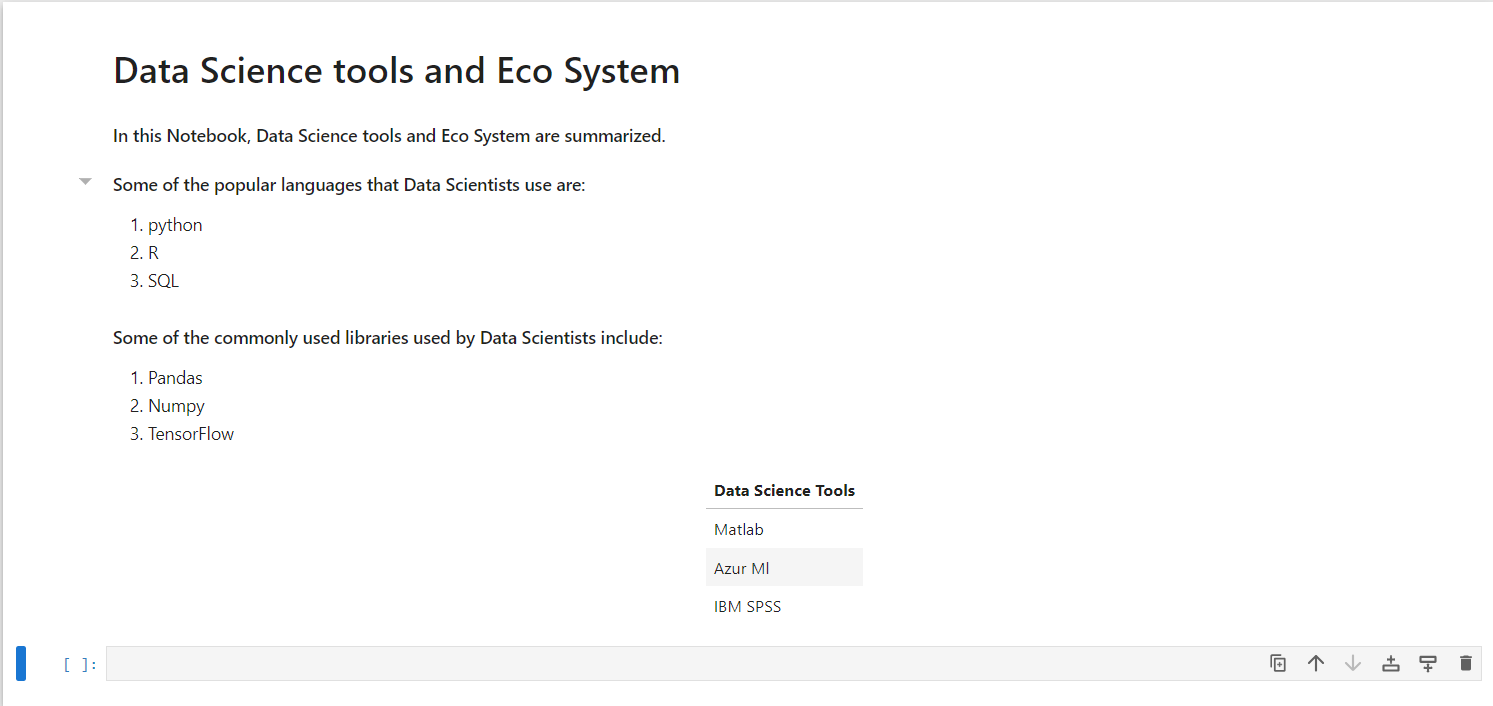 Data Science tools and Eco System
In this Notebook, Data Science tools and Eco System are summarized.
Some of the popular languages that Data Scientists use are:
1. python
2. R
3. SQL
Some of the commonly used libraries used by Data Scientists include:
1. Pandas
2. Numpy
3. TensorFlow
Data Science Tools
Matlab
Azur Ml
IBM SPSS
[ ]: